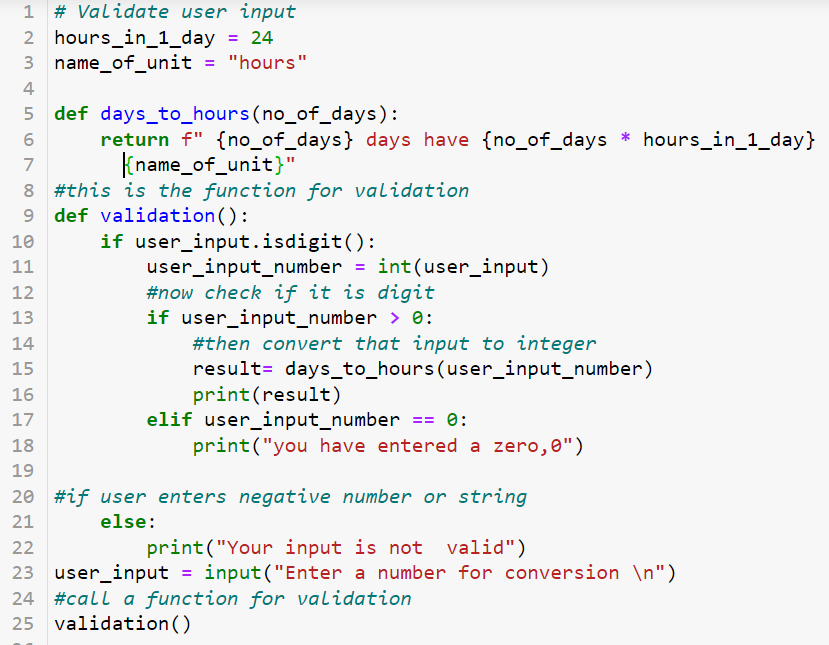 1 # Validate user input
2 hours_in_1_day = 24
3 name_of_unit = "hours"
4
5 def days_to_hours(no_of_days):
6     return f" {no_of_days} days have {no_of_days * hours_in_1_day}
7       {name_of_unit}"
8 #this is the function for validation
9 def validation():
10     if user_input.isdigit():
11         user_input_number = int(user_input)
12         #now check if it is digit
13         if user_input_number > 0:
14             #then convert that input to integer
15             result= days_to_hours(user_input_number)
16             print(result)
17         elif user_input_number == 0:
18             print("you have entered a zero,0")
19
20 #if user enters negative number or string
21     else:
22         print("Your input is not  valid")
23 user_input = input("Enter a number for conversion \n")
24 #call a function for validation
25 validation()